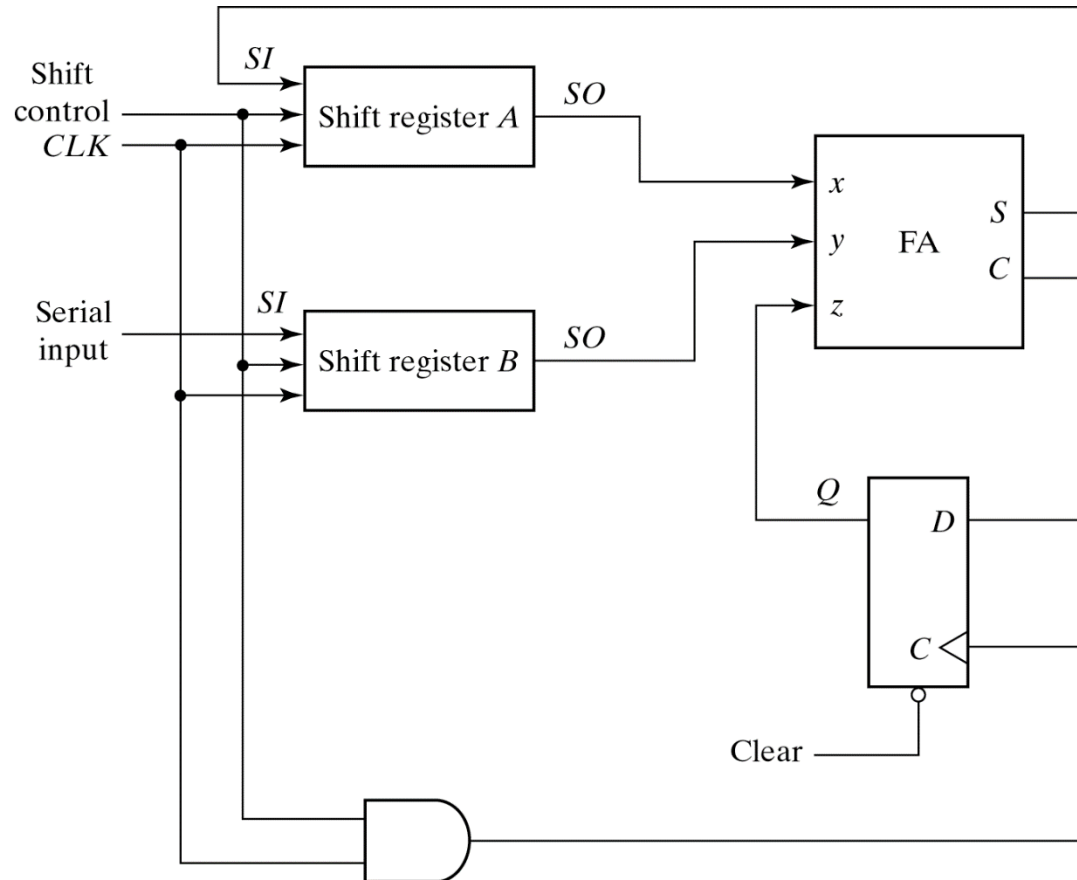 SI
Shift
control
CLK
Shift register A
SO
x
y
z
FA
S
C
Serial
input
SI
Shift register B
SO
Q
D
C
Clear